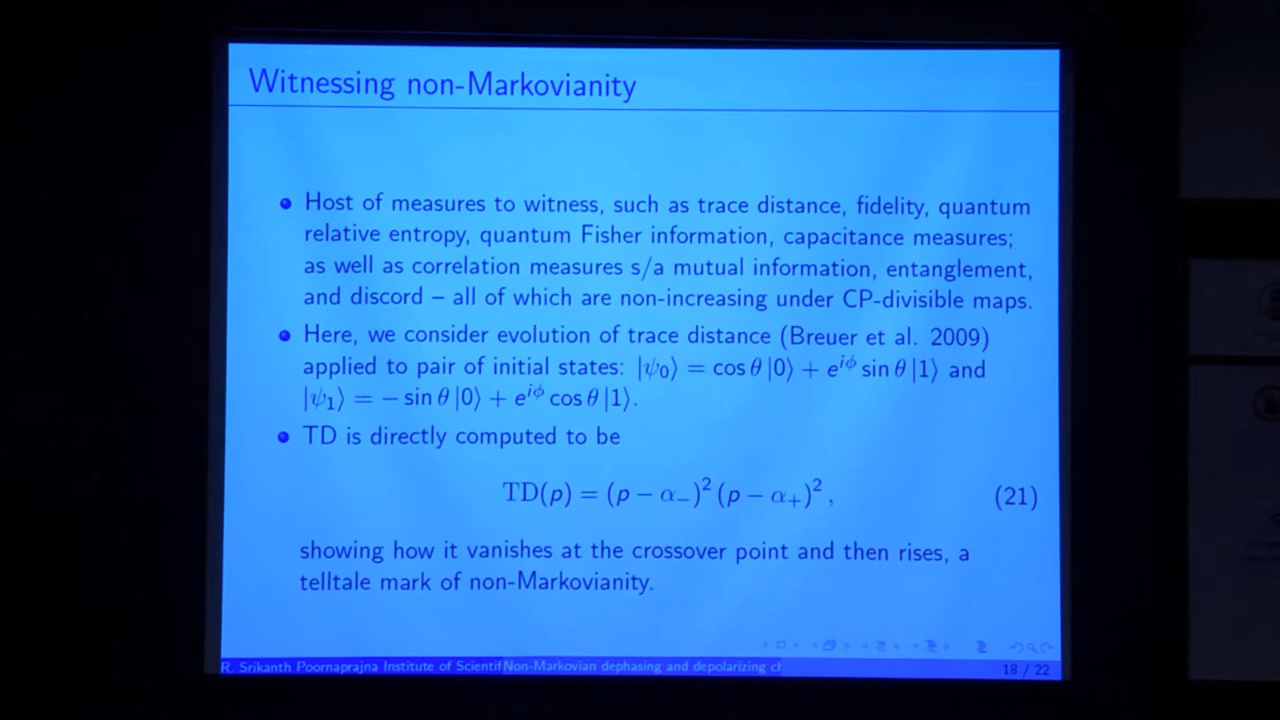 Witnessing non-Markovianity
• Host of measures to witness, such as trace distance, fidelity, quantum
relative entropy, quantum Fisher information, capacitance measures;
as well as correlation measures s/a mutual information, entanglement,
and discord – all of which are non-increasing under CP-divisible maps.
• Here, we consider evolution of trace distance (Breuer et al. 2009)
applied to pair of initial states: |ψ₀⟩ = cos θ |0⟩ + e^{iϕ} sin θ |1⟩ and
|ψ₁⟩ = − sin θ |0⟩ + e^{iϕ} cos θ |1⟩.
• TD is directly computed to be
TD(p) = (p − α₋)² (p − α₊)² , (21)
showing how it vanishes at the crossover point and then rises, a
telltale mark of non-Markovianity.
R. Srikanth Poornaprajna Institute of Scientif Non-Markovian dephasing and depolarizing ch 18 / 22